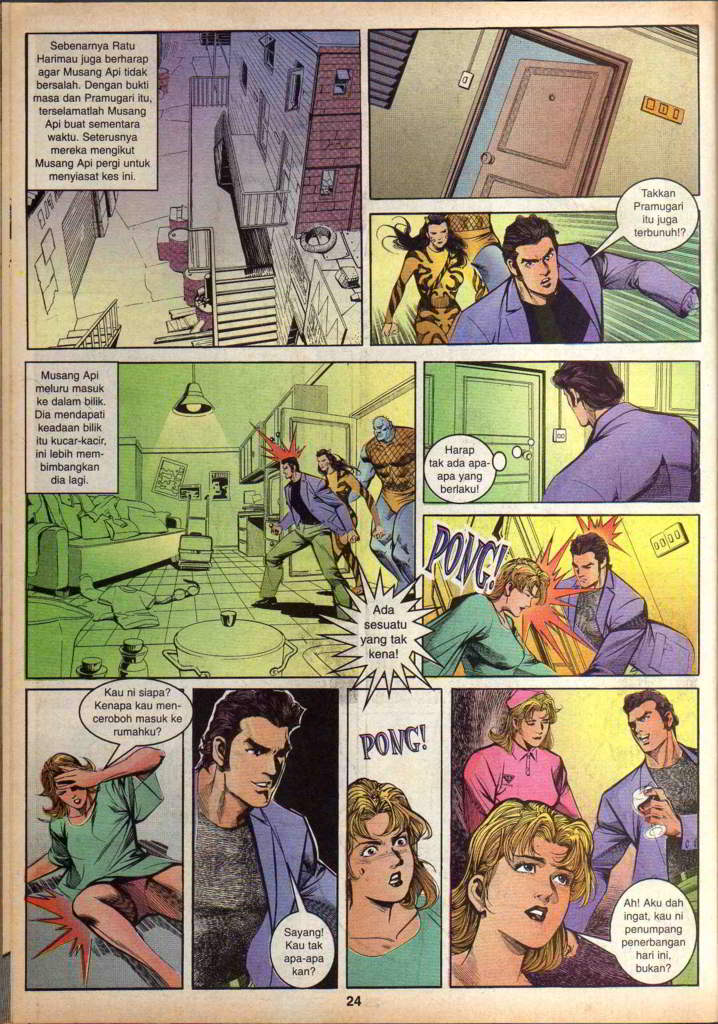 Sebenarnya Ratu
Harimau juga berharap
agar Musang Api tidak
bersalah. Dengan bukti
masa dan Pramugari itu,
terselamatlah Musang
Api buat sementara
waktu. Seterusnya
mereka mengikut
Musang Api pergi untuk
menyiasat kes ini.
Takkan
Pramugari
itu juga
terbunuh!?
Musang Api
meluru masuk
ke dalam bilik.
Dia mendapati
keadaan bilik
itu kucar-kacir,
ini lebih mem-
bimbangkan
dia lagi.
Harap
tak ada apa-
apa yang
berlaku!
Ada
sesuatu
yang tak
kena!
PONG!
Kau ni siapa?
Kenapa kau men-
ceroboh masuk ke
rumahku?
Sayang!
Kau tak
apa-apa
kan?
PONG!
Ah! Aku dah
ingat, kau ni
penumpang
penerbangan
hari ini,
bukan?
24